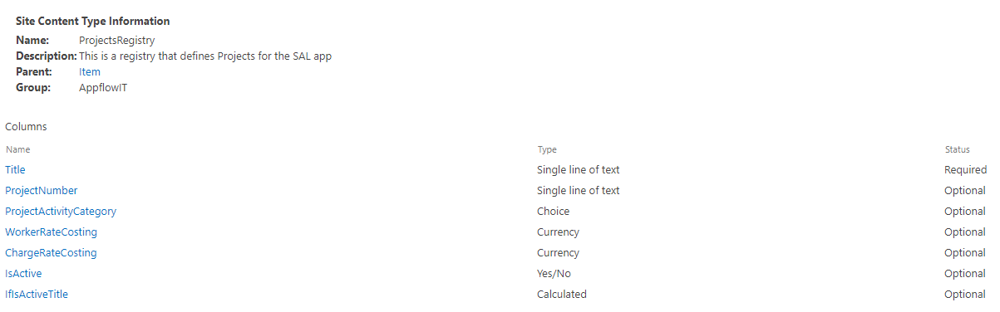 Site Content Type Information
Name: ProjectsRegistry
Description: This is a registry that defines Projects for the SAL app
Parent: Item
Group: AppflowIT
Columns
Name Type Status
Title Single line of text Required
ProjectNumber Single line of text Optional
ProjectActivityCategory Choice Optional
WorkerRateCosting Currency Optional
ChargeRateCosting Currency Optional
IsActive Yes/No Optional
IfIsActiveTitle Calculated Optional